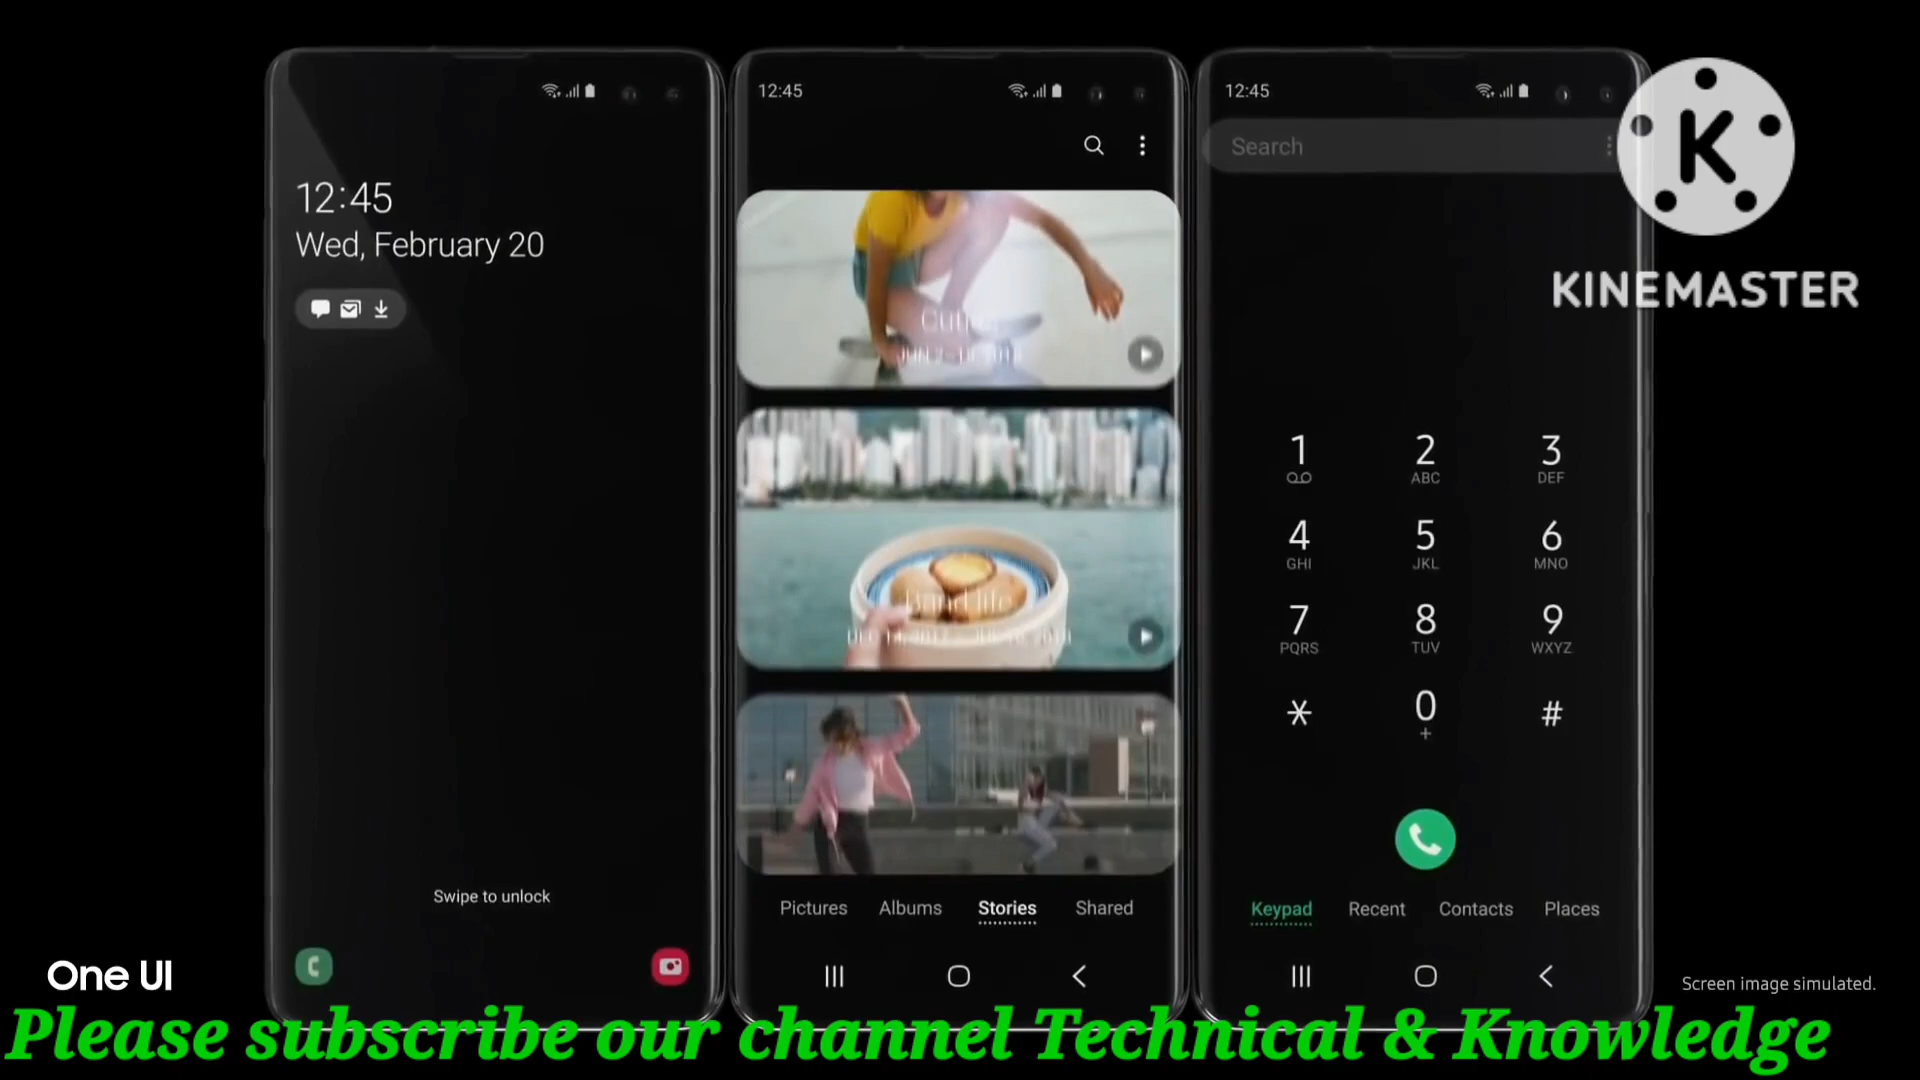 12:45
Wed, February 20
Swipe to unlock
12:45
Pictures Albums Stories Shared
12:45
Search
1 2 3
ABC DEF
4 5 6
GHI JKL MNO
7 8 9
PQRS TUV WXYZ
* 0 #
+
Keypad Recent Contacts Places
K
KINEMASTER
One UI
Screen image simulated.
Please subscribe our channel Technical & Knowledge